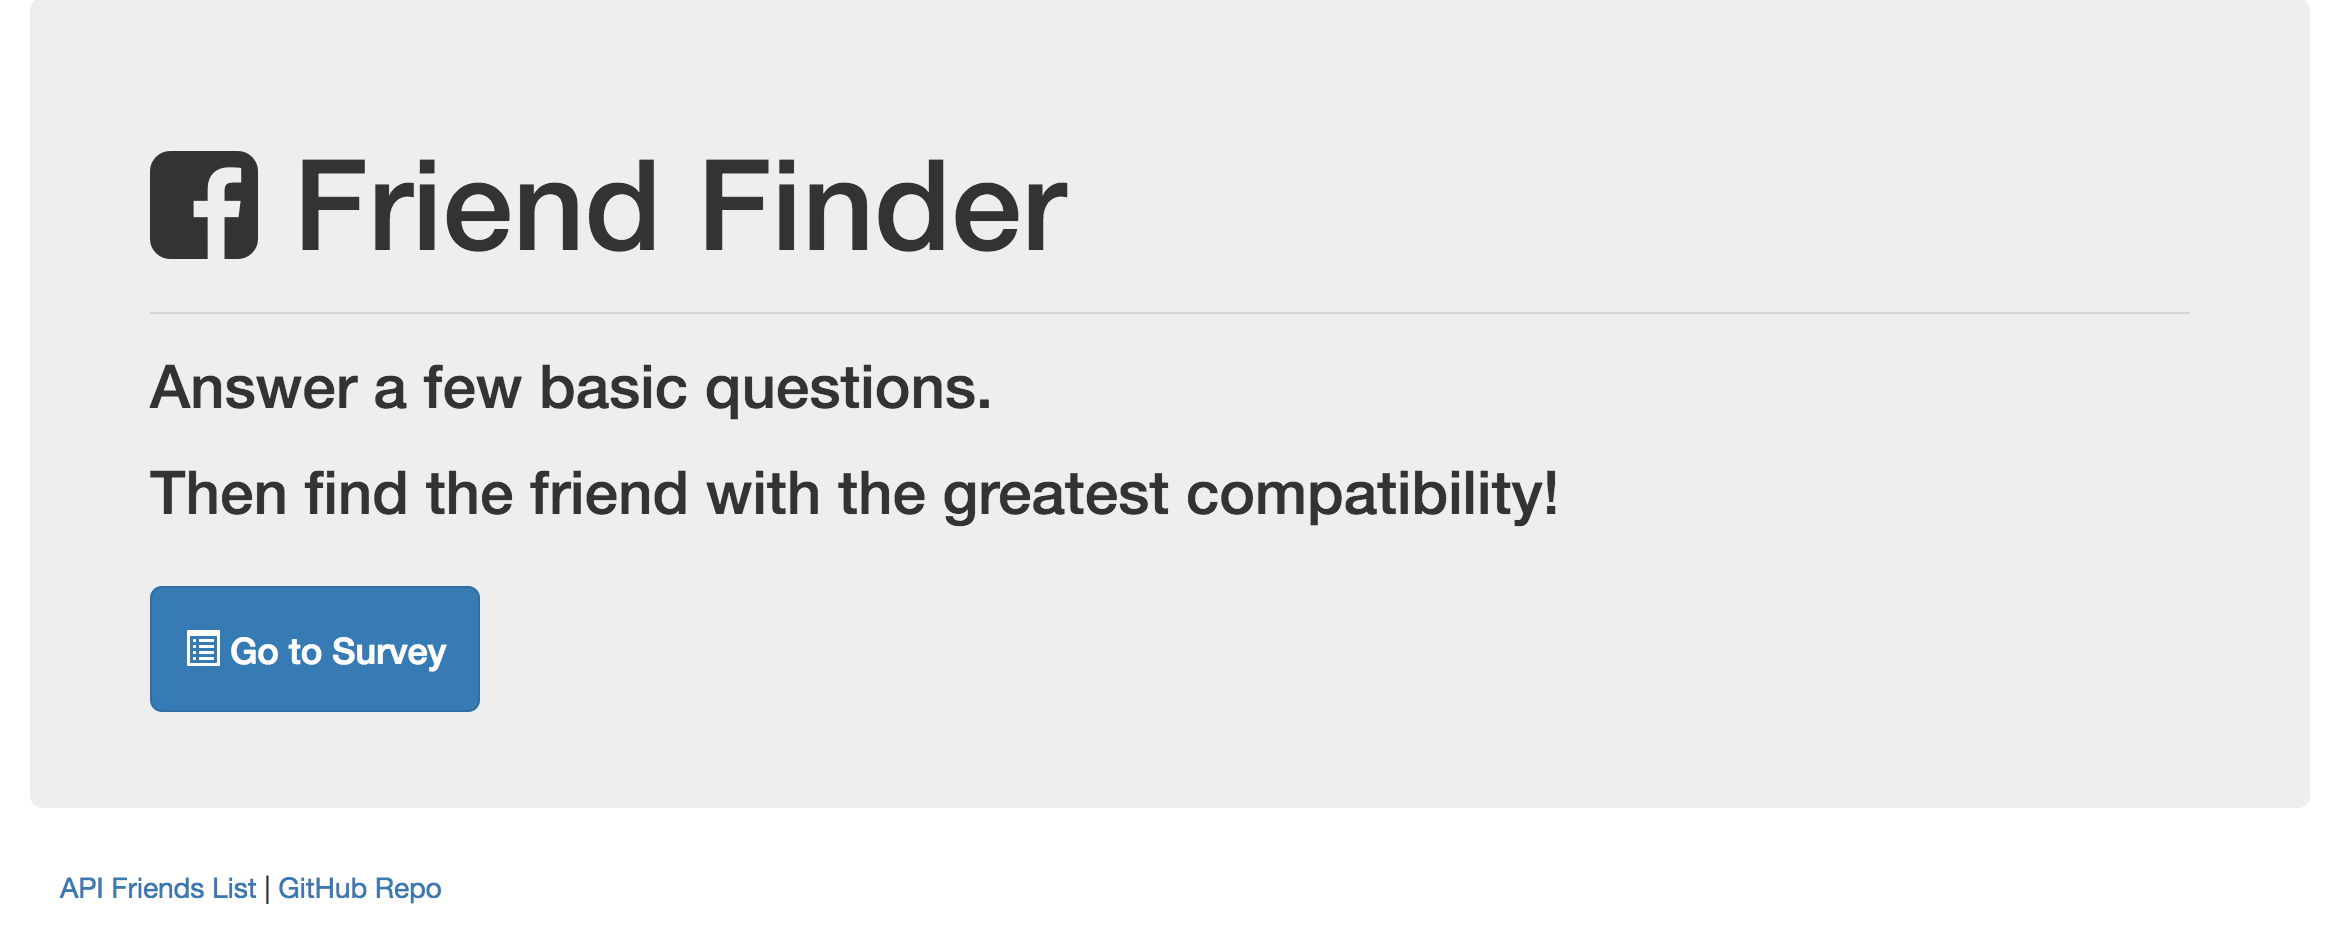 Friend Finder
Answer a few basic questions.
Then find the friend with the greatest compatibility!
Go to Survey
API Friends List | GitHub Repo